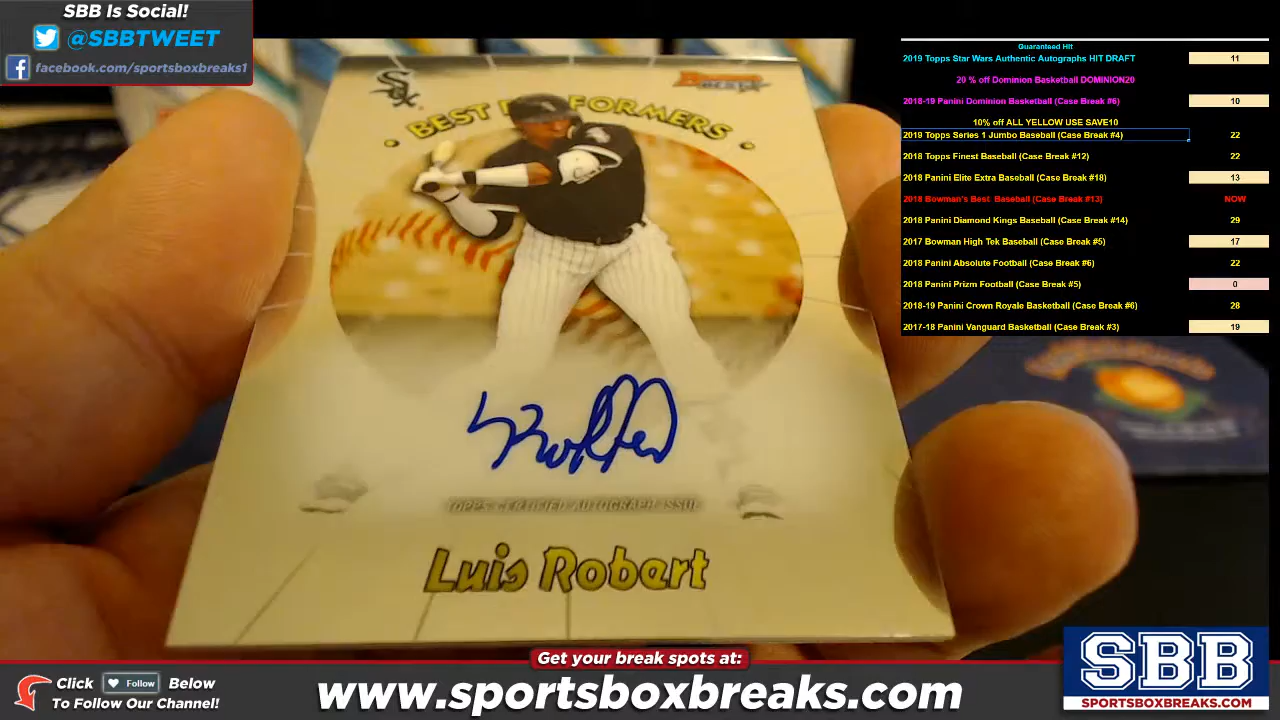 SBB Is Social!
@SBBTWEET
facebook.com/sportsboxbreaks1
Sox
BEST PERFORMERS
TOPPS CERTIFIED AUTOGRAPH ISSUE
Luis Robert
Guaranteed Hit
2019 Topps Star Wars Authentic Autographs HIT DRAFT 11
20 % off Dominion Basketball DOMINION20
2018-19 Panini Dominion Basketball (Case Break #6) 10
10% off ALL YELLOW USE SAVE10
2019 Topps Series 1 Jumbo Baseball (Case Break #4) 22
2018 Topps Finest Baseball (Case Break #12) 22
2018 Panini Elite Extra Baseball (Case Break #18) 13
2018 Bowman's Best Baseball (Case Break #13) NOW
2018 Panini Diamond Kings Baseball (Case Break #14) 29
2017 Bowman High Tek Baseball (Case Break #5) 17
2018 Panini Absolute Football (Case Break #6) 22
2018 Panini Prizm Football (Case Break #5) 0
2018-19 Panini Crown Royale Basketball (Case Break #6) 28
2017-18 Panini Vanguard Basketball (Case Break #3) 19
Get your break spots at:
Click Follow Below
To Follow Our Channel!
www.sportsboxbreaks.com
SBB
SPORTSBOXBREAKS.COM